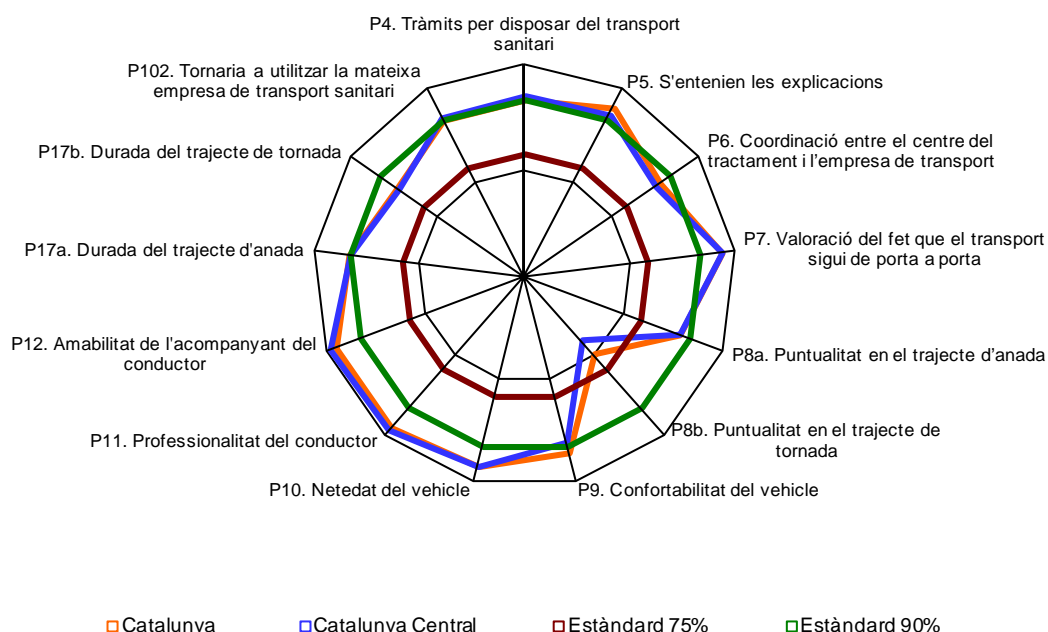 P4. Tràmits per disposar del transport
sanitari
P5. S'entenien les explicacions
P6. Coordinació entre el centre del
tractament i l'empresa de transport
P7. Valoració del fet que el transport
sigui de porta a porta
P8a. Puntualitat en el trajecte d'anada
P8b. Puntualitat en el trajecte de
tornada
P9. Confortabilitat del vehicle
P10. Netedat del vehicle
P11. Professionalitat del conductor
P12. Amabilitat de l'acompanyant del
conductor
P17a. Durada del trajecte d'anada
P17b. Durada del trajecte de tornada
P102. Tornaria a utilitzar la mateixa
empresa de transport sanitari
Catalunya
Catalunya Central
Estàndard 75%
Estàndard 90%